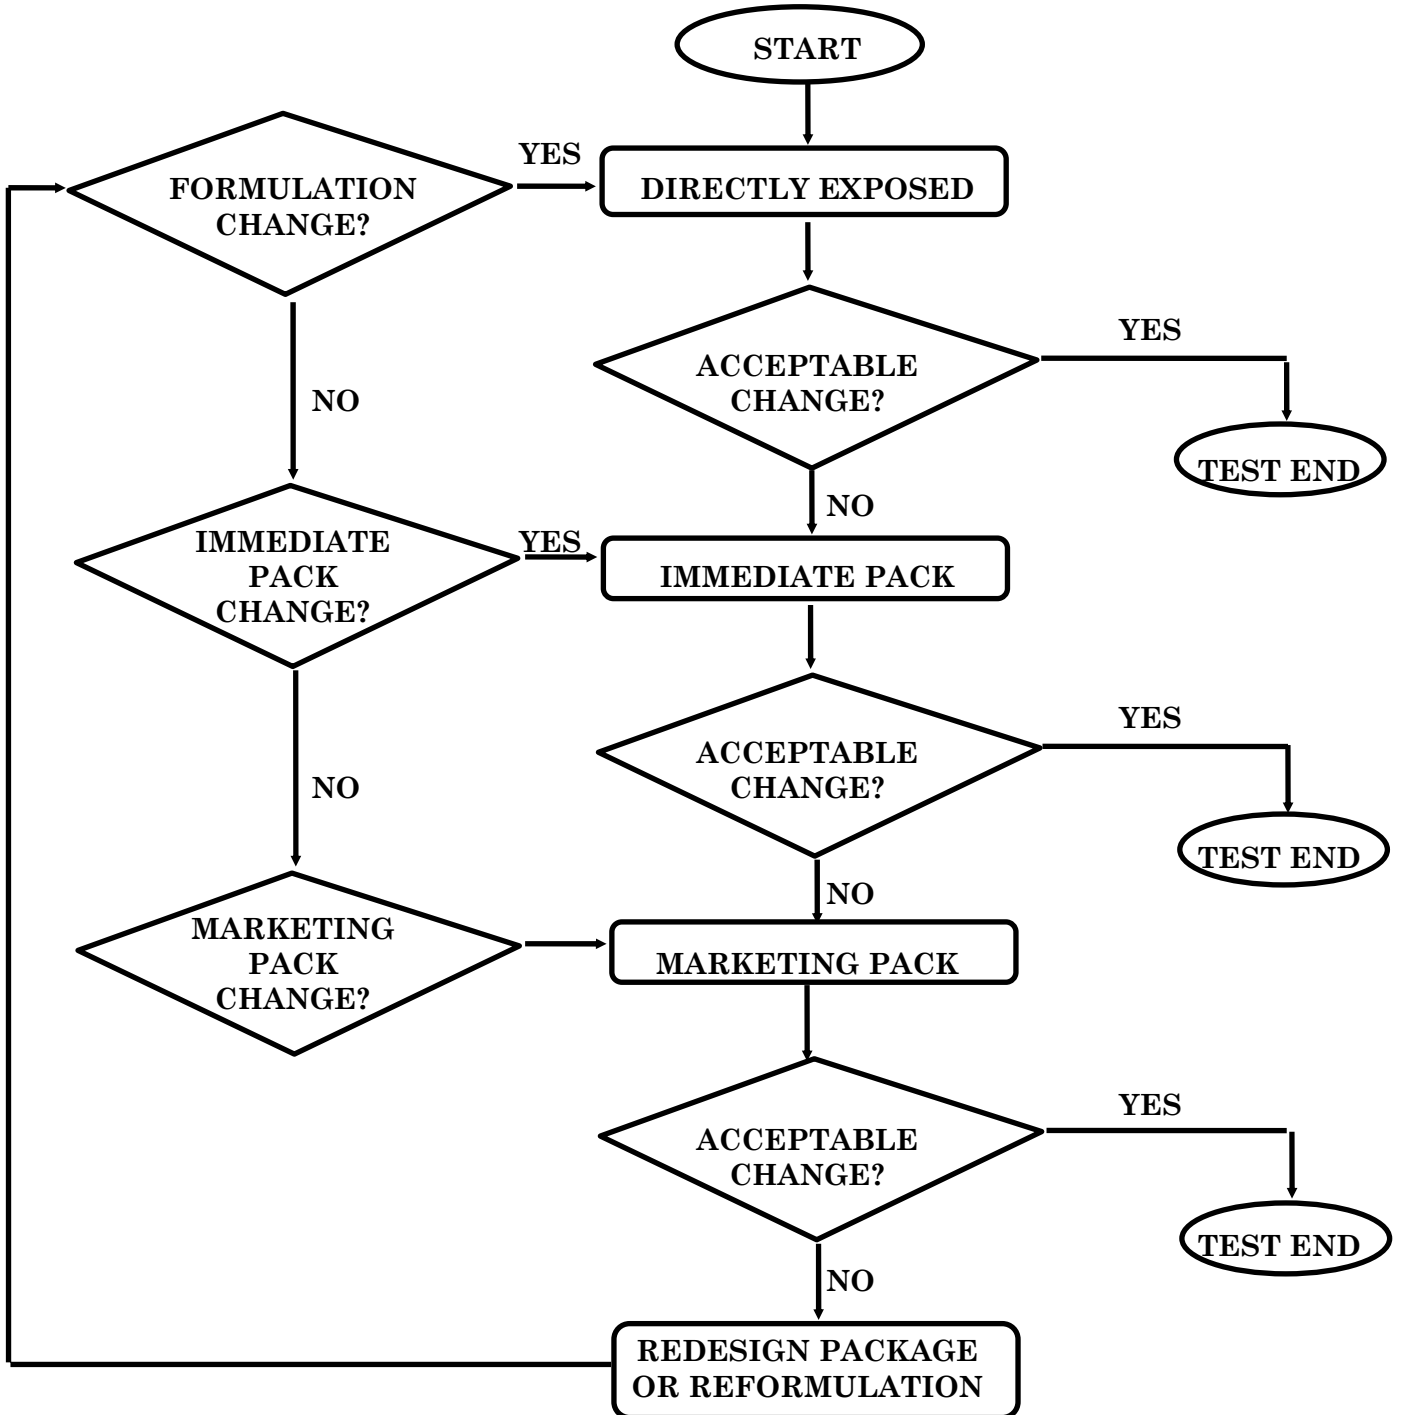 START
YES
FORMULATION
CHANGE?
DIRECTLY EXPOSED
YES
ACCEPTABLE
CHANGE?
NO
TEST END
NO
IMMEDIATE
PACK
CHANGE?
YES
IMMEDIATE PACK
YES
ACCEPTABLE
CHANGE?
NO
TEST END
NO
MARKETING
PACK
CHANGE?
MARKETING PACK
YES
ACCEPTABLE
CHANGE?
TEST END
NO
REDESIGN PACKAGE
OR REFORMULATION